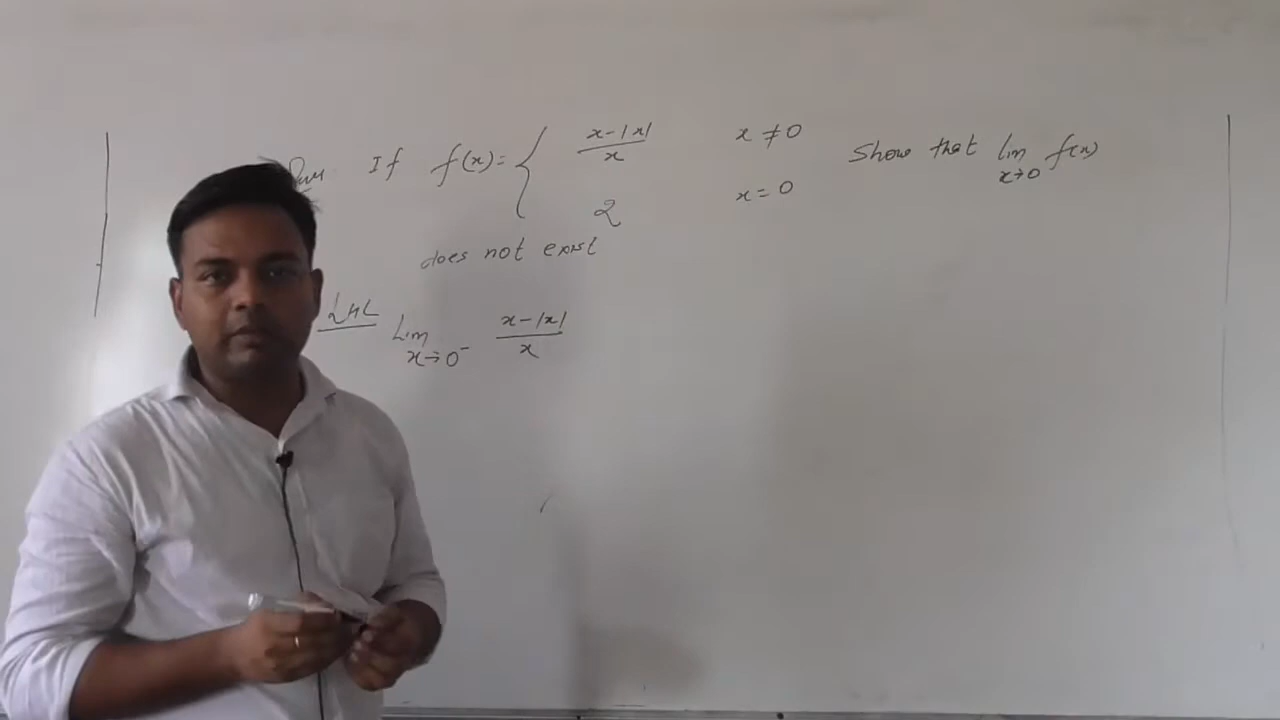 If f(x) = { x-|x| / x x ≠ 0 Show that lim x→0 f(x)
2 x = 0
does not exist
LHL Lim x→0⁻ x-|x| / x